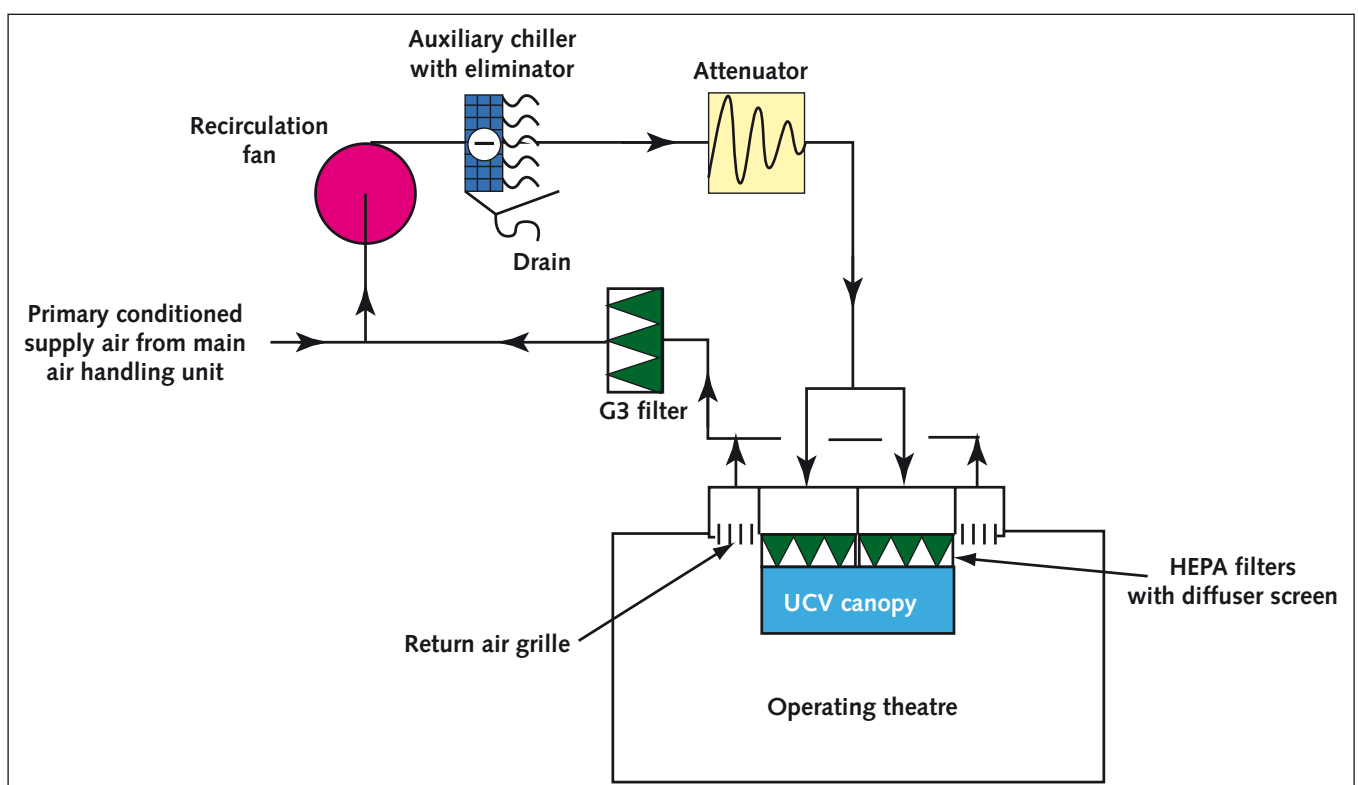 Auxiliary chiller
with eliminator
Attenuator
Recirculation
fan
Drain
Primary conditioned
supply air from main
air handling unit
G3 filter
HEPA filters
with diffuser screen
UCV canopy
Return air grille
Operating theatre